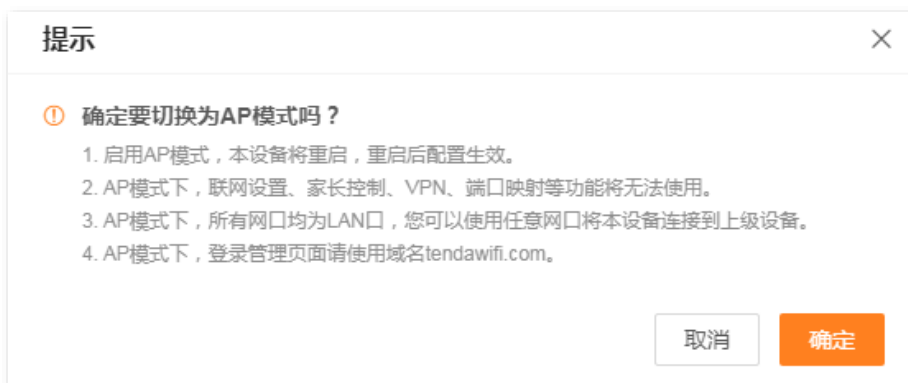 提示
确定要切换为AP模式吗？
1. 启用AP模式，本设备将重启，重启后配置生效。
2. AP模式下，联网设置、家长控制、VPN、端口映射等功能将无法使用。
3. AP模式下，所有网口均为LAN口，您可以使用任意网口将本设备连接到上级设备。
4. AP模式下，登录管理页面请使用域名tendawifi.com。
取消 确定